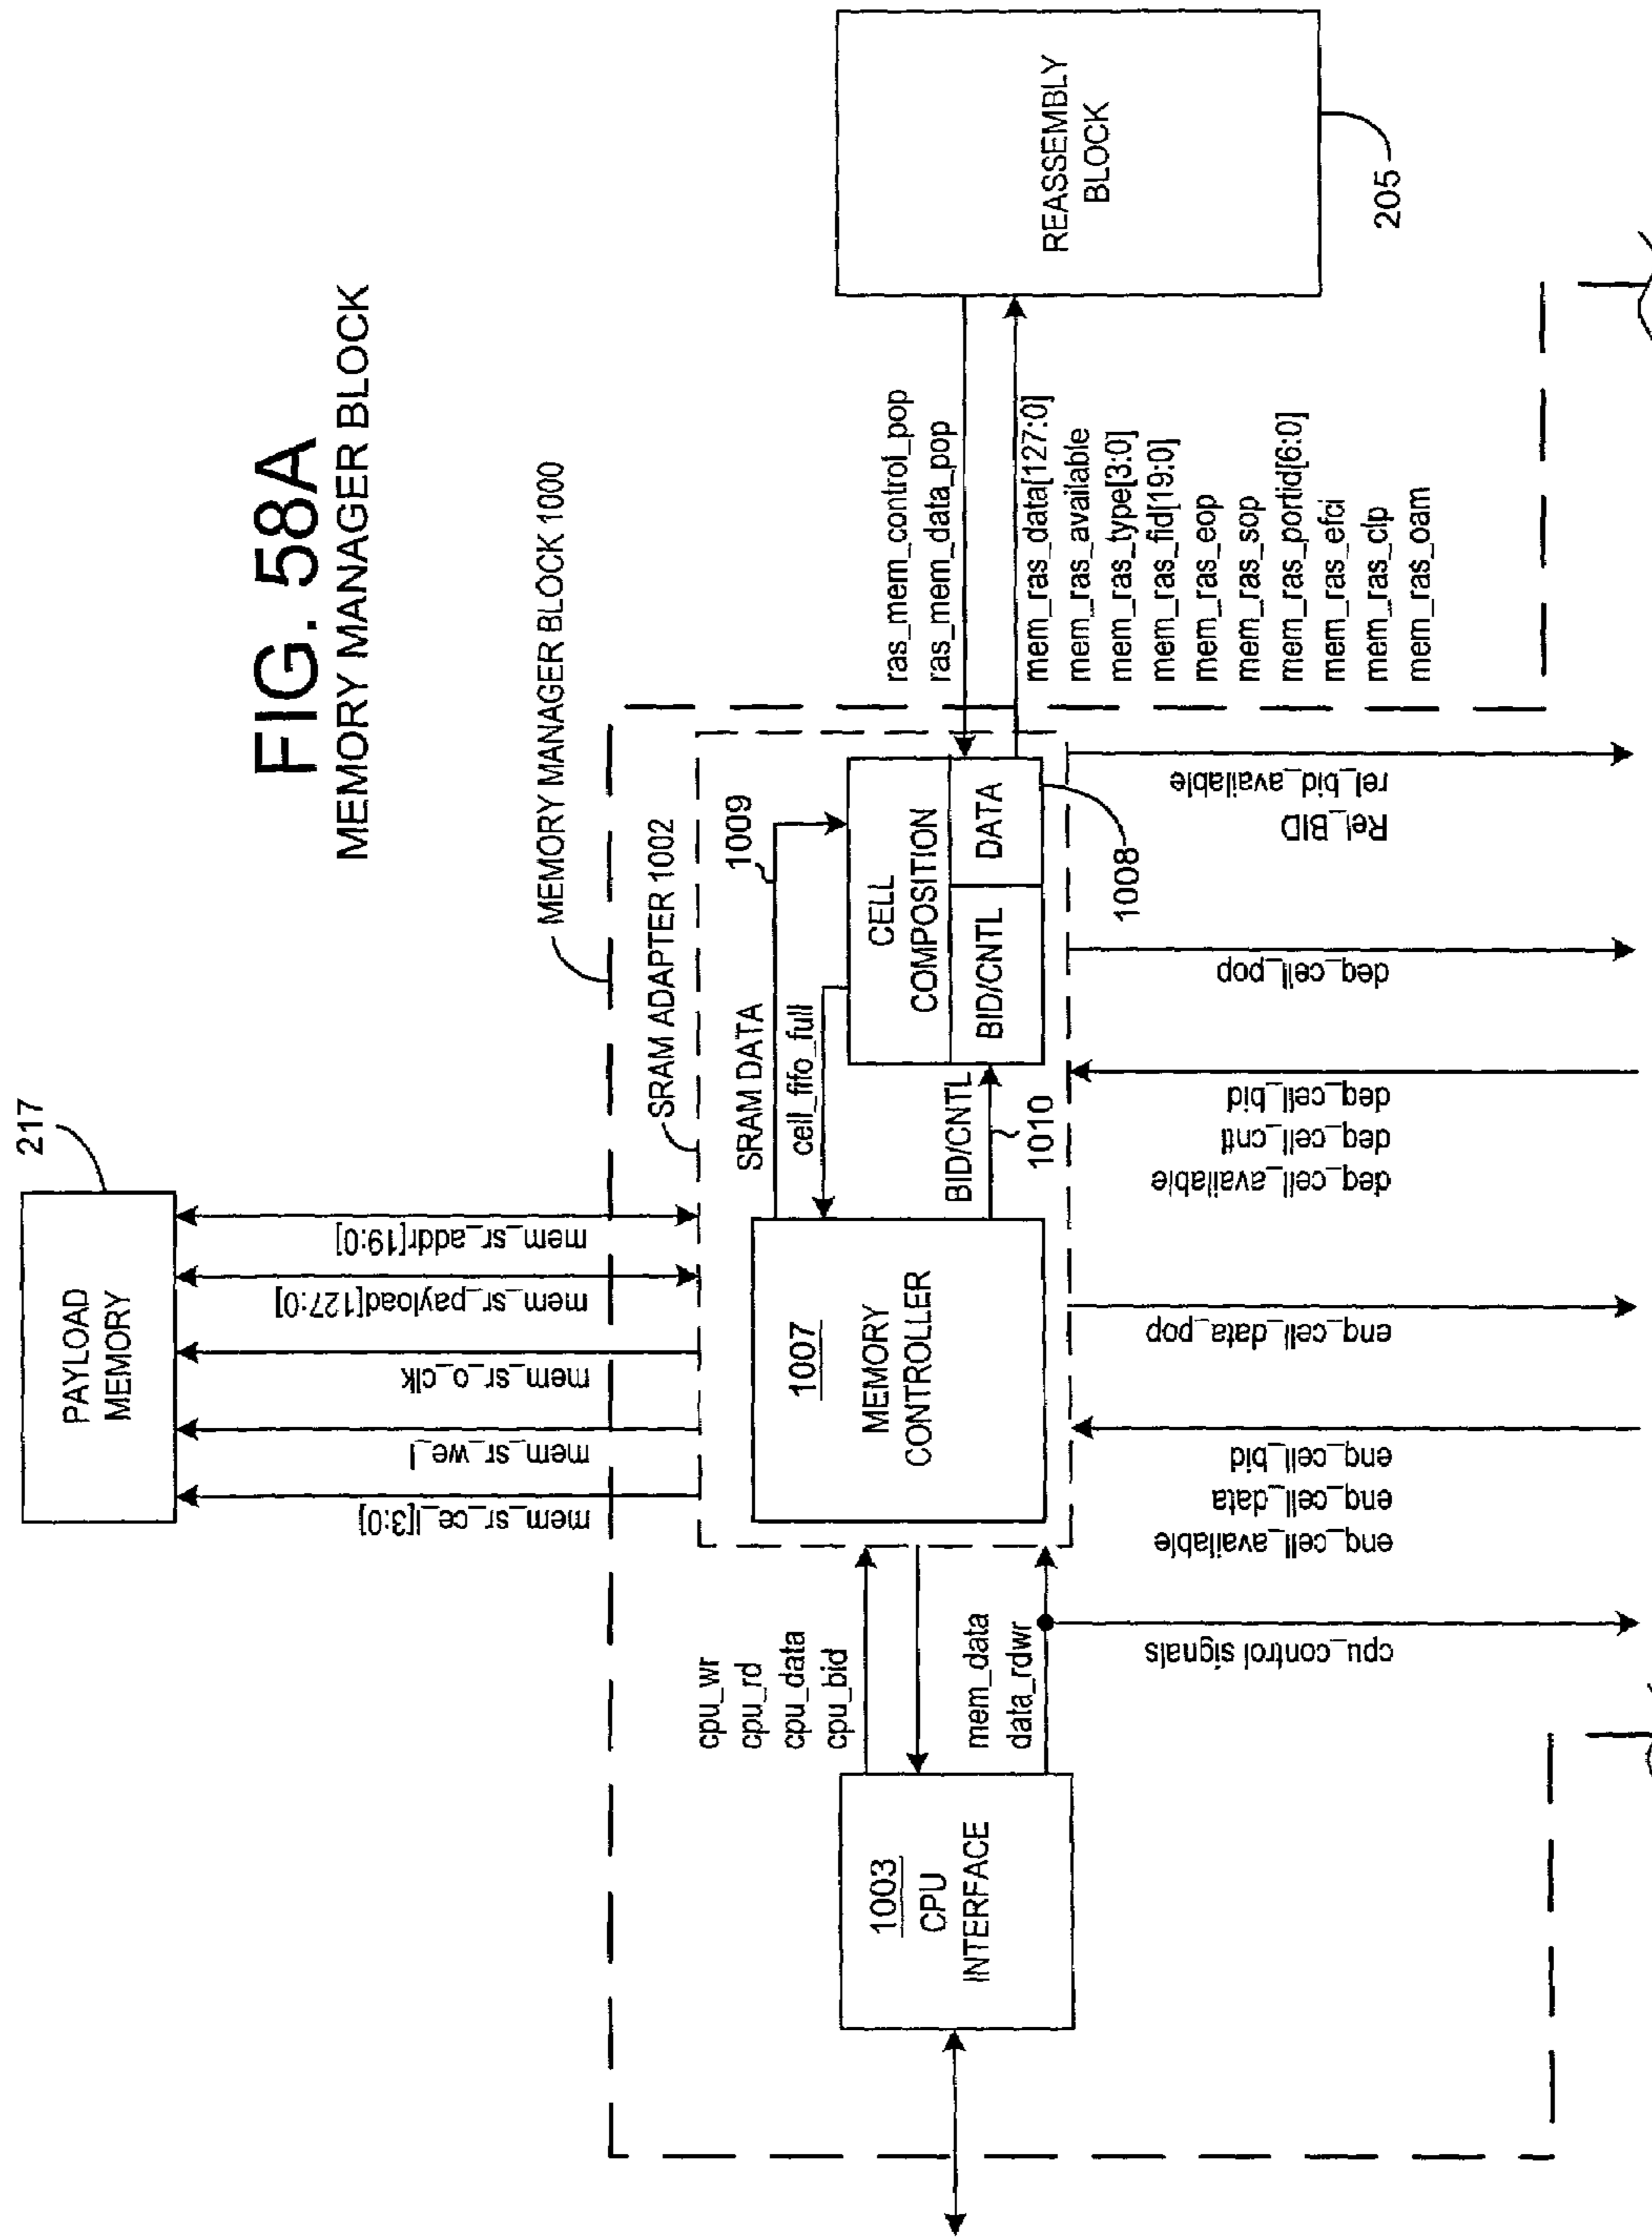 FIG. 58A
MEMORY MANAGER BLOCK
217
PAYLOAD
MEMORY
MEMORY MANAGER BLOCK 1000
SRAM ADAPTER 1002
mem_sr_ce_l[3:0]
mem_sr_we_l
mem_sr_o_clk
mem_sr_payload[127:0]
mem_sr_addr[19:0]
1003
CPU
INTERFACE
cpu_wr
cpu_rd
cpu_data
cpu_bid
mem_data
data_rdwr
1007
MEMORY
CONTROLLER
SRAM DATA
1009
cell_fifo_full
BID/CNTL
1010
CELL
COMPOSITION
BID/CNTL
DATA
1008
ras_mem_control_pop
ras_mem_data_pop
mem_ras_data[127:0]
mem_ras_available
mem_ras_type[3:0]
mem_ras_fid[19:0]
mem_ras_eop
mem_ras_sop
mem_ras_portid[6:0]
mem_ras_efci
mem_ras_clp
mem_ras_oam
REASSEMBLY
BLOCK
205
cpu_control signals
enq_cell_available
enq_cell_data
enq_cell_bid
enq_cell_data_pop
deq_cell_available
deq_cell_cntl
deq_cell_bid
deq_cell_pop
Rel_BID
rel_bid_available